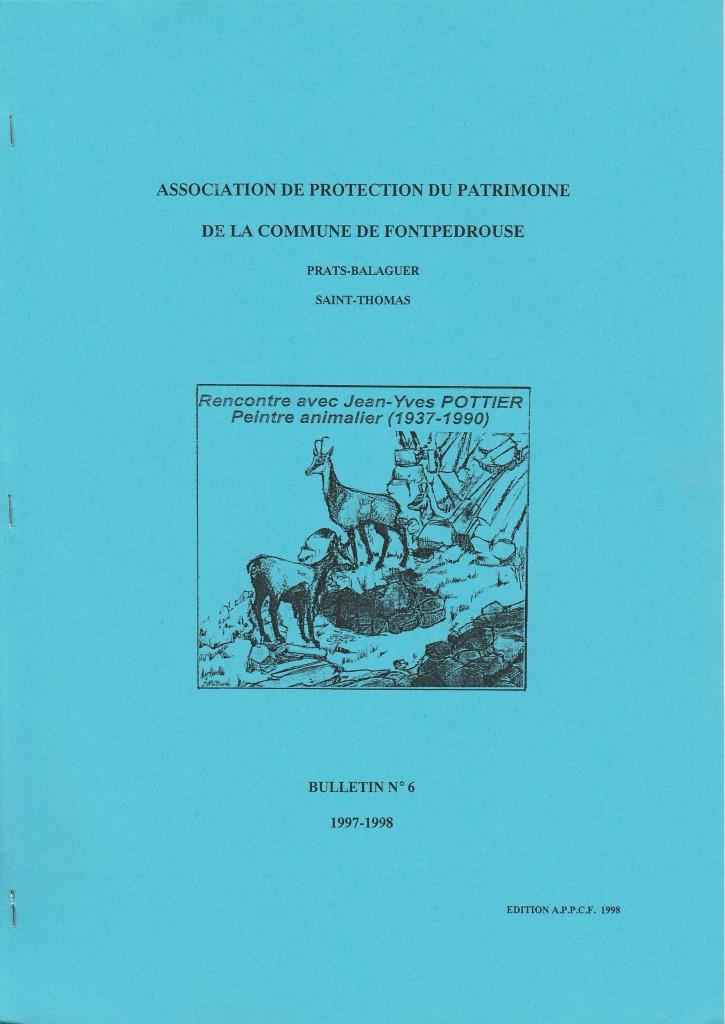 ASSOCIATION DE PROTECTION DU PATRIMOINE
DE LA COMMUNE DE FONTPEDROUSE
PRATS-BALAGUER
SAINT-THOMAS
Rencontre avec Jean-Yves POTTIER
Peintre animalier (1937-1990)
BULLETIN N° 6
1997-1998
EDITION A.P.P.C.F. 1998